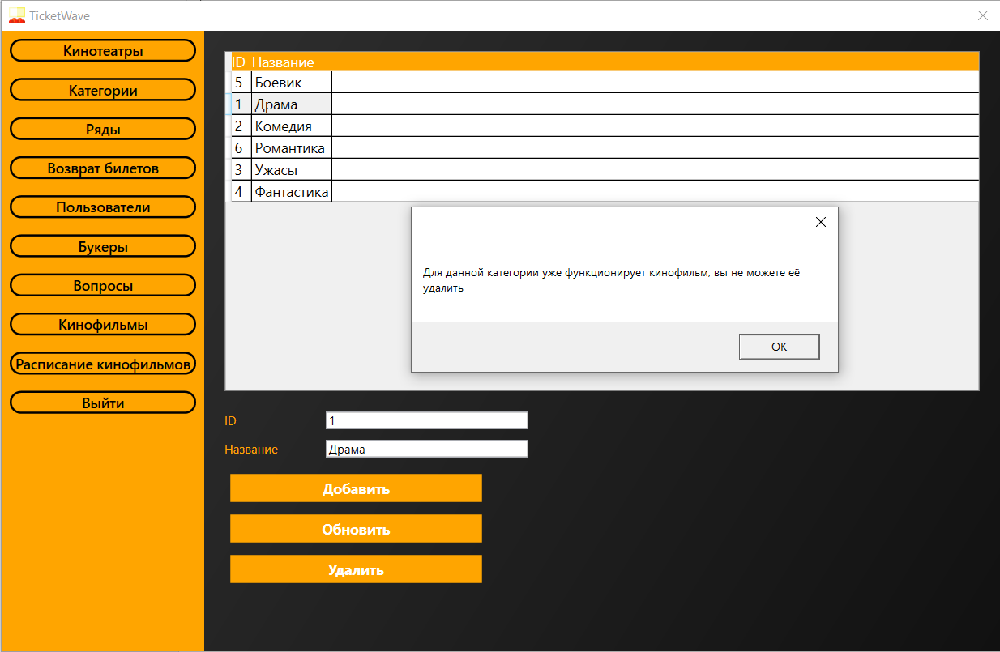 TicketWave
Кинотеатры
Категории
Ряды
Возврат билетов
Пользователи
Букеры
Вопросы
Кинофильмы
Расписание кинофильмов
Выйти
ID Название
5 Боевик
1 Драма
2 Комедия
6 Романтика
3 Ужасы
4 Фантастика
Для данной категории уже функционирует кинофильм, вы не можете её
удалить
OK
ID 1
Название Драма
Добавить
Обновить
Удалить